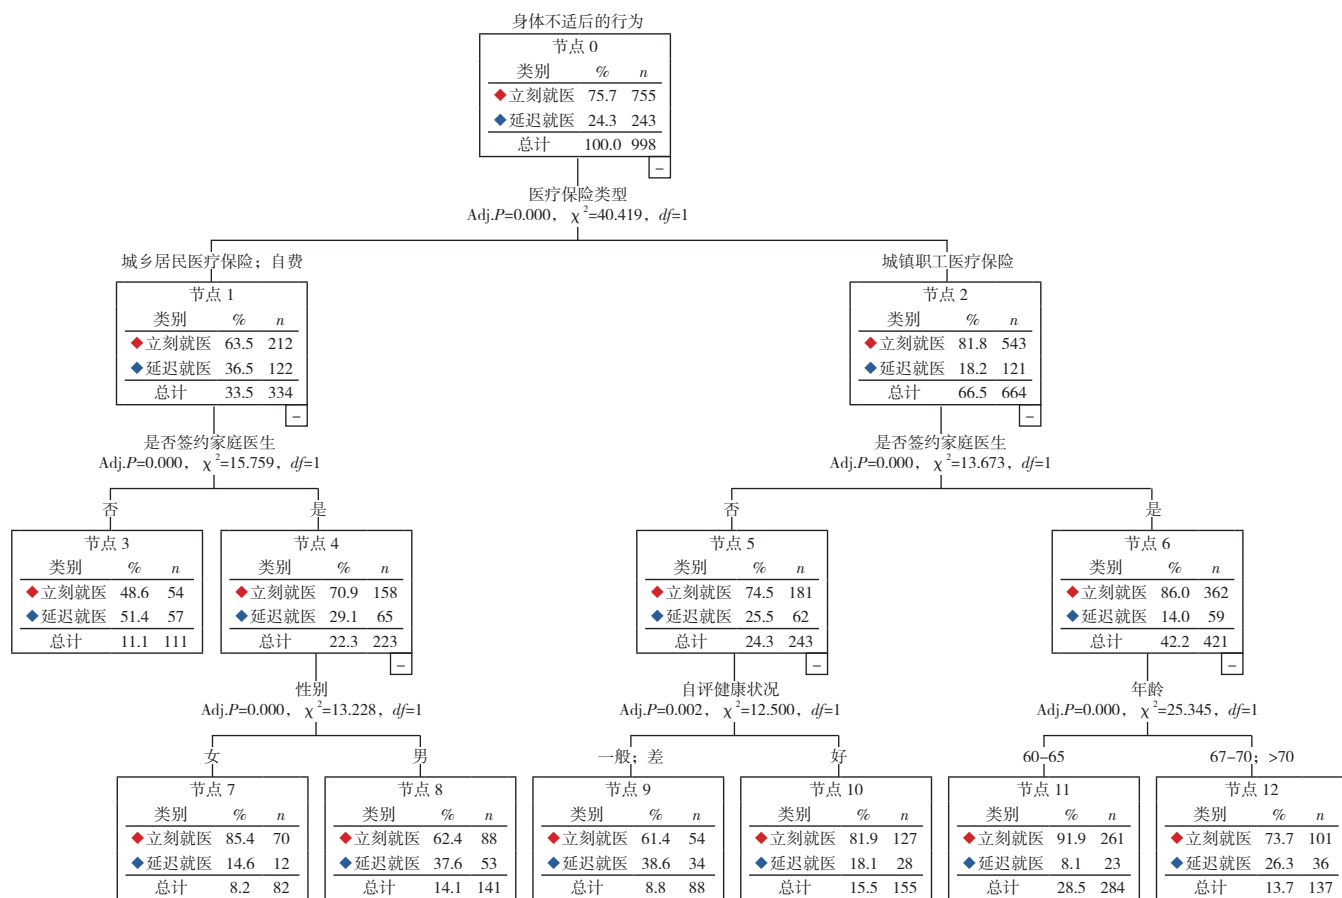 身体不适后的行为
节点 0
类别 % n
立刻就医 75.7 755
延迟就医 24.3 243
总计 100.0 998
−
医疗保险类型
Adj.P=0.000, χ²=40.419, df=1
城乡居民医疗保险；自费
城镇职工医疗保险
节点 1
类别 % n
立刻就医 63.5 212
延迟就医 36.5 122
总计 33.5 334
−
节点 2
类别 % n
立刻就医 81.8 543
延迟就医 18.2 121
总计 66.5 664
−
是否签约家庭医生
Adj.P=0.000, χ²=15.759, df=1
是否签约家庭医生
Adj.P=0.000, χ²=13.673, df=1
否
是
否
是
节点 3
类别 % n
立刻就医 48.6 54
延迟就医 51.4 57
总计 11.1 111
节点 4
类别 % n
立刻就医 70.9 158
延迟就医 29.1 65
总计 22.3 223
−
节点 5
类别 % n
立刻就医 74.5 181
延迟就医 25.5 62
总计 24.3 243
−
节点 6
类别 % n
立刻就医 86.0 362
延迟就医 14.0 59
总计 42.2 421
−
性别
Adj.P=0.000, χ²=13.228, df=1
自评健康状况
Adj.P=0.002, χ²=12.500, df=1
年龄
Adj.P=0.000, χ²=25.345, df=1
女
男
一般；差
好
60-65
67-70；>70
节点 7
类别 % n
立刻就医 85.4 70
延迟就医 14.6 12
总计 8.2 82
节点 8
类别 % n
立刻就医 62.4 88
延迟就医 37.6 53
总计 14.1 141
节点 9
类别 % n
立刻就医 61.4 54
延迟就医 38.6 34
总计 8.8 88
节点 10
类别 % n
立刻就医 81.9 127
延迟就医 18.1 28
总计 15.5 155
节点 11
类别 % n
立刻就医 91.9 261
延迟就医 8.1 23
总计 28.5 284
节点 12
类别 % n
立刻就医 73.7 101
延迟就医 26.3 36
总计 13.7 137